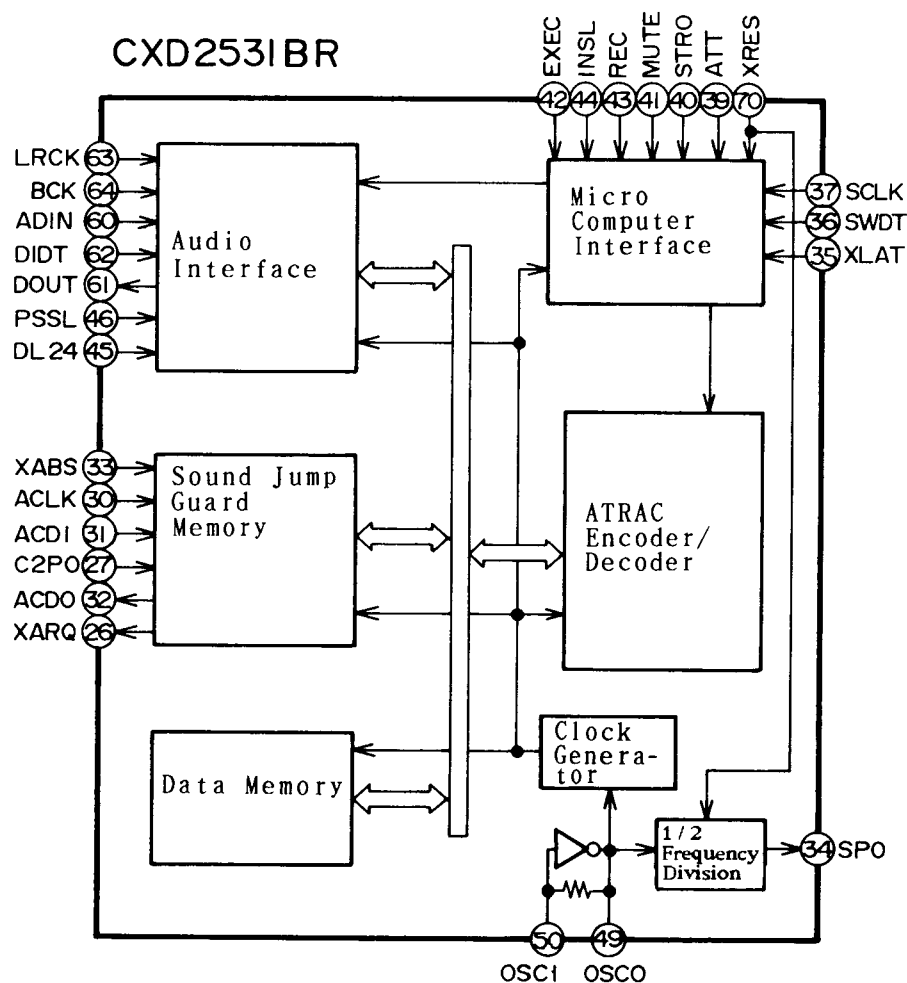 CXD2531BR
EXEC
INSL
REC
MUTE
STRO
ATT
XRES
42
44
43
41
40
39
70
LRCK 63
BCK 64
ADIN 60
DIDT 62
DOUT 61
PSSL 46
DL24 45
Audio
Interface
Micro
Computer
Interface
37 SCLK
36 SWDT
35 XLAT
XABS 33
ACLK 30
ACDI 31
C2PO 27
ACDO 32
XARQ 26
Sound Jump
Guard
Memory
ATRAC
Encoder/
Decoder
Data Memory
Clock
Genera-
tor
1/2
Frequency
Division
34 SPO
50
49
OSCI
OSCO